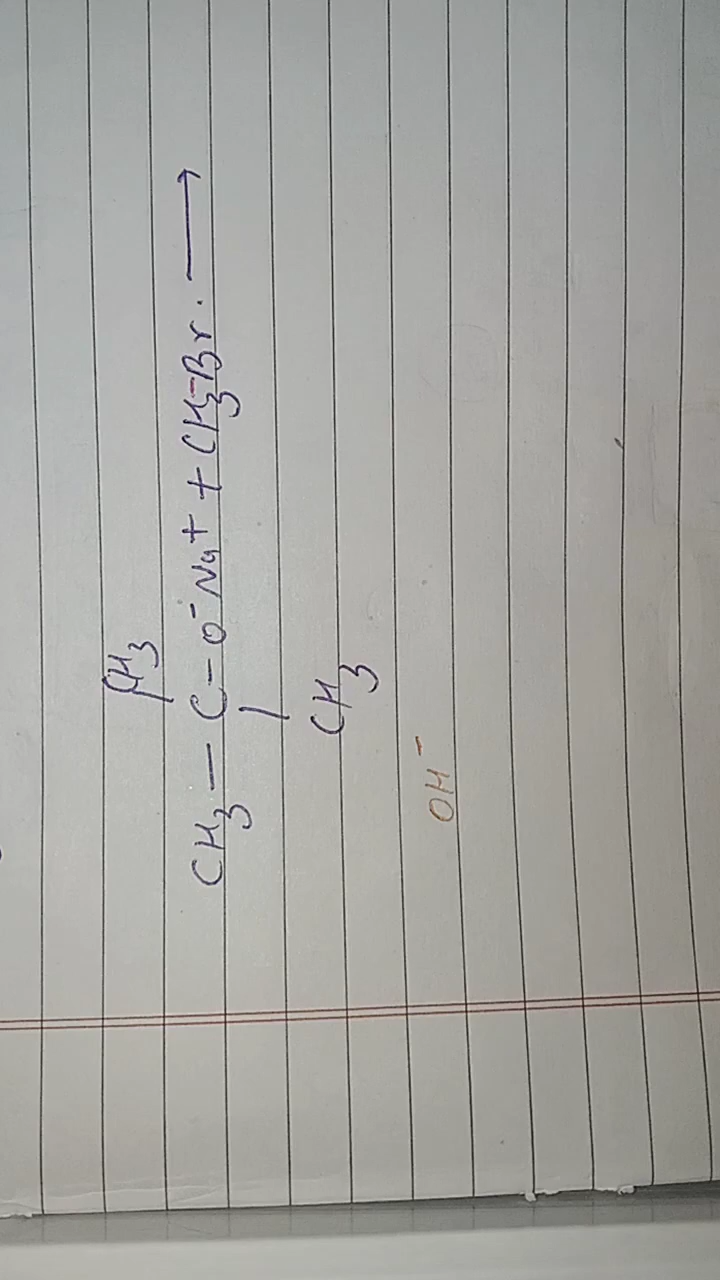 CH3
CH3 — C - O⁻ Na+ + CH3-Br. ⟶
|
CH3
OH⁻